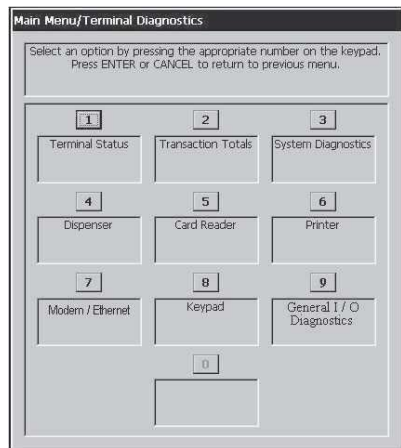 Main Menu/Terminal Diagnostics
Select an option by pressing the appropriate number on the keypad.
Press ENTER or CANCEL to return to previous menu.
1 2 3
Terminal Status Transaction Totals System Diagnostics
4 5 6
Dispenser Card Reader Printer
7 8 9
Modem / Ethernet Keypad General I / O
Diagnostics
0